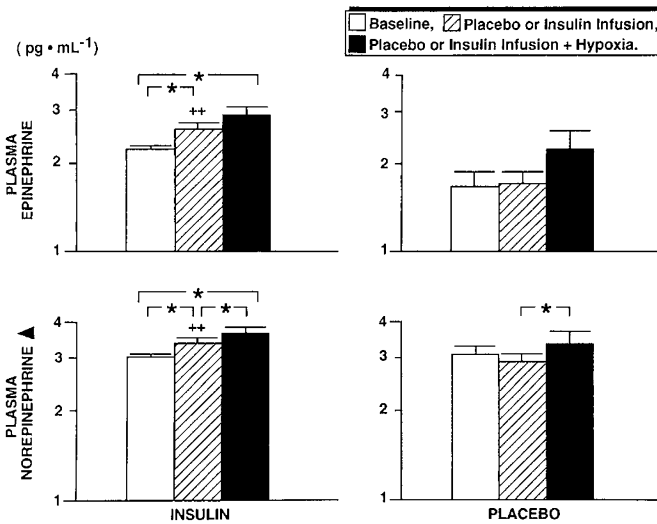 Baseline, Placebo or Insulin Infusion,
Placebo or Insulin Infusion + Hypoxia.
( pg • mL-1)
PLASMA
EPINEPHRINE
4
3
2
1
*
*
++
4
3
2
1
PLASMA
NOREPINEPHRINE ▲
4
3
2
1
*
*
*
++
INSULIN
4
3
2
1
*
PLACEBO